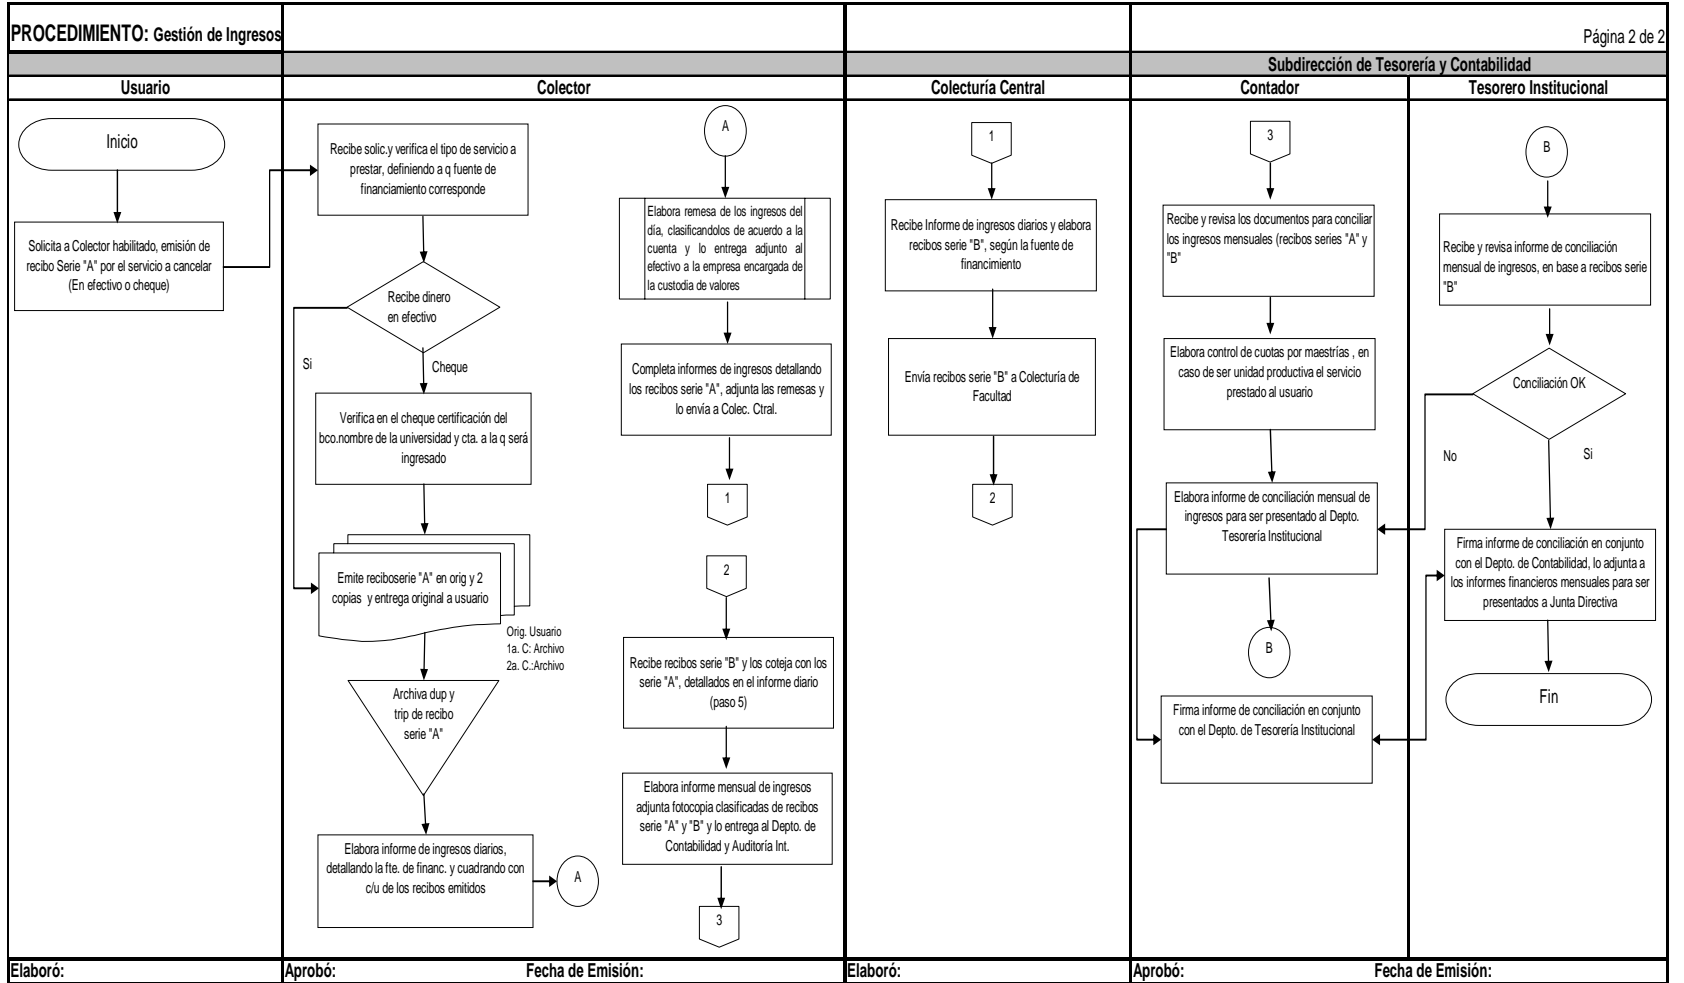 PROCEDIMIENTO: Gestión de Ingresos
Página 2 de 2
Subdirección de Tesorería y Contabilidad
Usuario
Colector
Colecturía Central
Contador
Tesorero Institucional
Inicio
Solicita a Colector habilitado, emisión de
recibo Serie "A" por el servicio a cancelar
(En efectivo o cheque)
Recibe solic.y verifica el tipo de servicio a
prestar, definiendo a q fuente de
financiamiento corresponde
Recibe dinero
en efectivo
Si
Cheque
Verifica en el cheque certificación del
bco.nombre de la universidad y cta. a la q será
ingresado
Emite reciboserie "A" en orig y 2
copias y entrega original a usuario
Orig. Usuario
1a. C: Archivo
2a. C.:Archivo
Archiva dup y
trip de recibo
serie "A"
Elabora informe de ingresos diarios,
detallando la fte. de financ. y cuadrando con
c/u de los recibos emitidos
A
A
Elabora remesa de los ingresos del
día, clasificandolos de acuerdo a la
cuenta y lo entrega adjunto al
efectivo a la empresa encargada de
la custodia de valores
Completa informes de ingresos detallando
los recibos serie "A", adjunta las remesas y
lo envía a Colec. Ctral.
1
2
Recibe recibos serie "B" y los coteja con los
serie "A", detallados en el informe diario
(paso 5)
Elabora informe mensual de ingresos
adjunta fotocopia clasificadas de recibos
serie "A" y "B" y lo entrega al Depto. de
Contabilidad y Auditoría Int.
3
1
Recibe Informe de ingresos diarios y elabora
recibos serie "B", según la fuente de
financimiento
Envía recibos serie "B" a Colecturía de
Facultad
2
3
Recibe y revisa los documentos para conciliar
los ingresos mensuales (recibos series "A" y
"B"
Elabora control de cuotas por maestrías , en
caso de ser unidad productiva el servicio
prestado al usuario
Elabora informe de conciliación mensual de
ingresos para ser presentado al Depto.
Tesorería Institucional
B
Firma informe de conciliación en conjunto
con el Depto. de Tesorería Institucional
B
Recibe y revisa informe de conciliación
mensual de ingresos, en base a recibos serie
"B"
Conciliación OK
No
Si
Firma informe de conciliación en conjunto
con el Depto. de Contabilidad, lo adjunta a
los informes financieros mensuales para ser
presentados a Junta Directiva
Fin
Elaboró:
Aprobó:
Fecha de Emisión:
Elaboró:
Aprobó:
Fecha de Emisión: